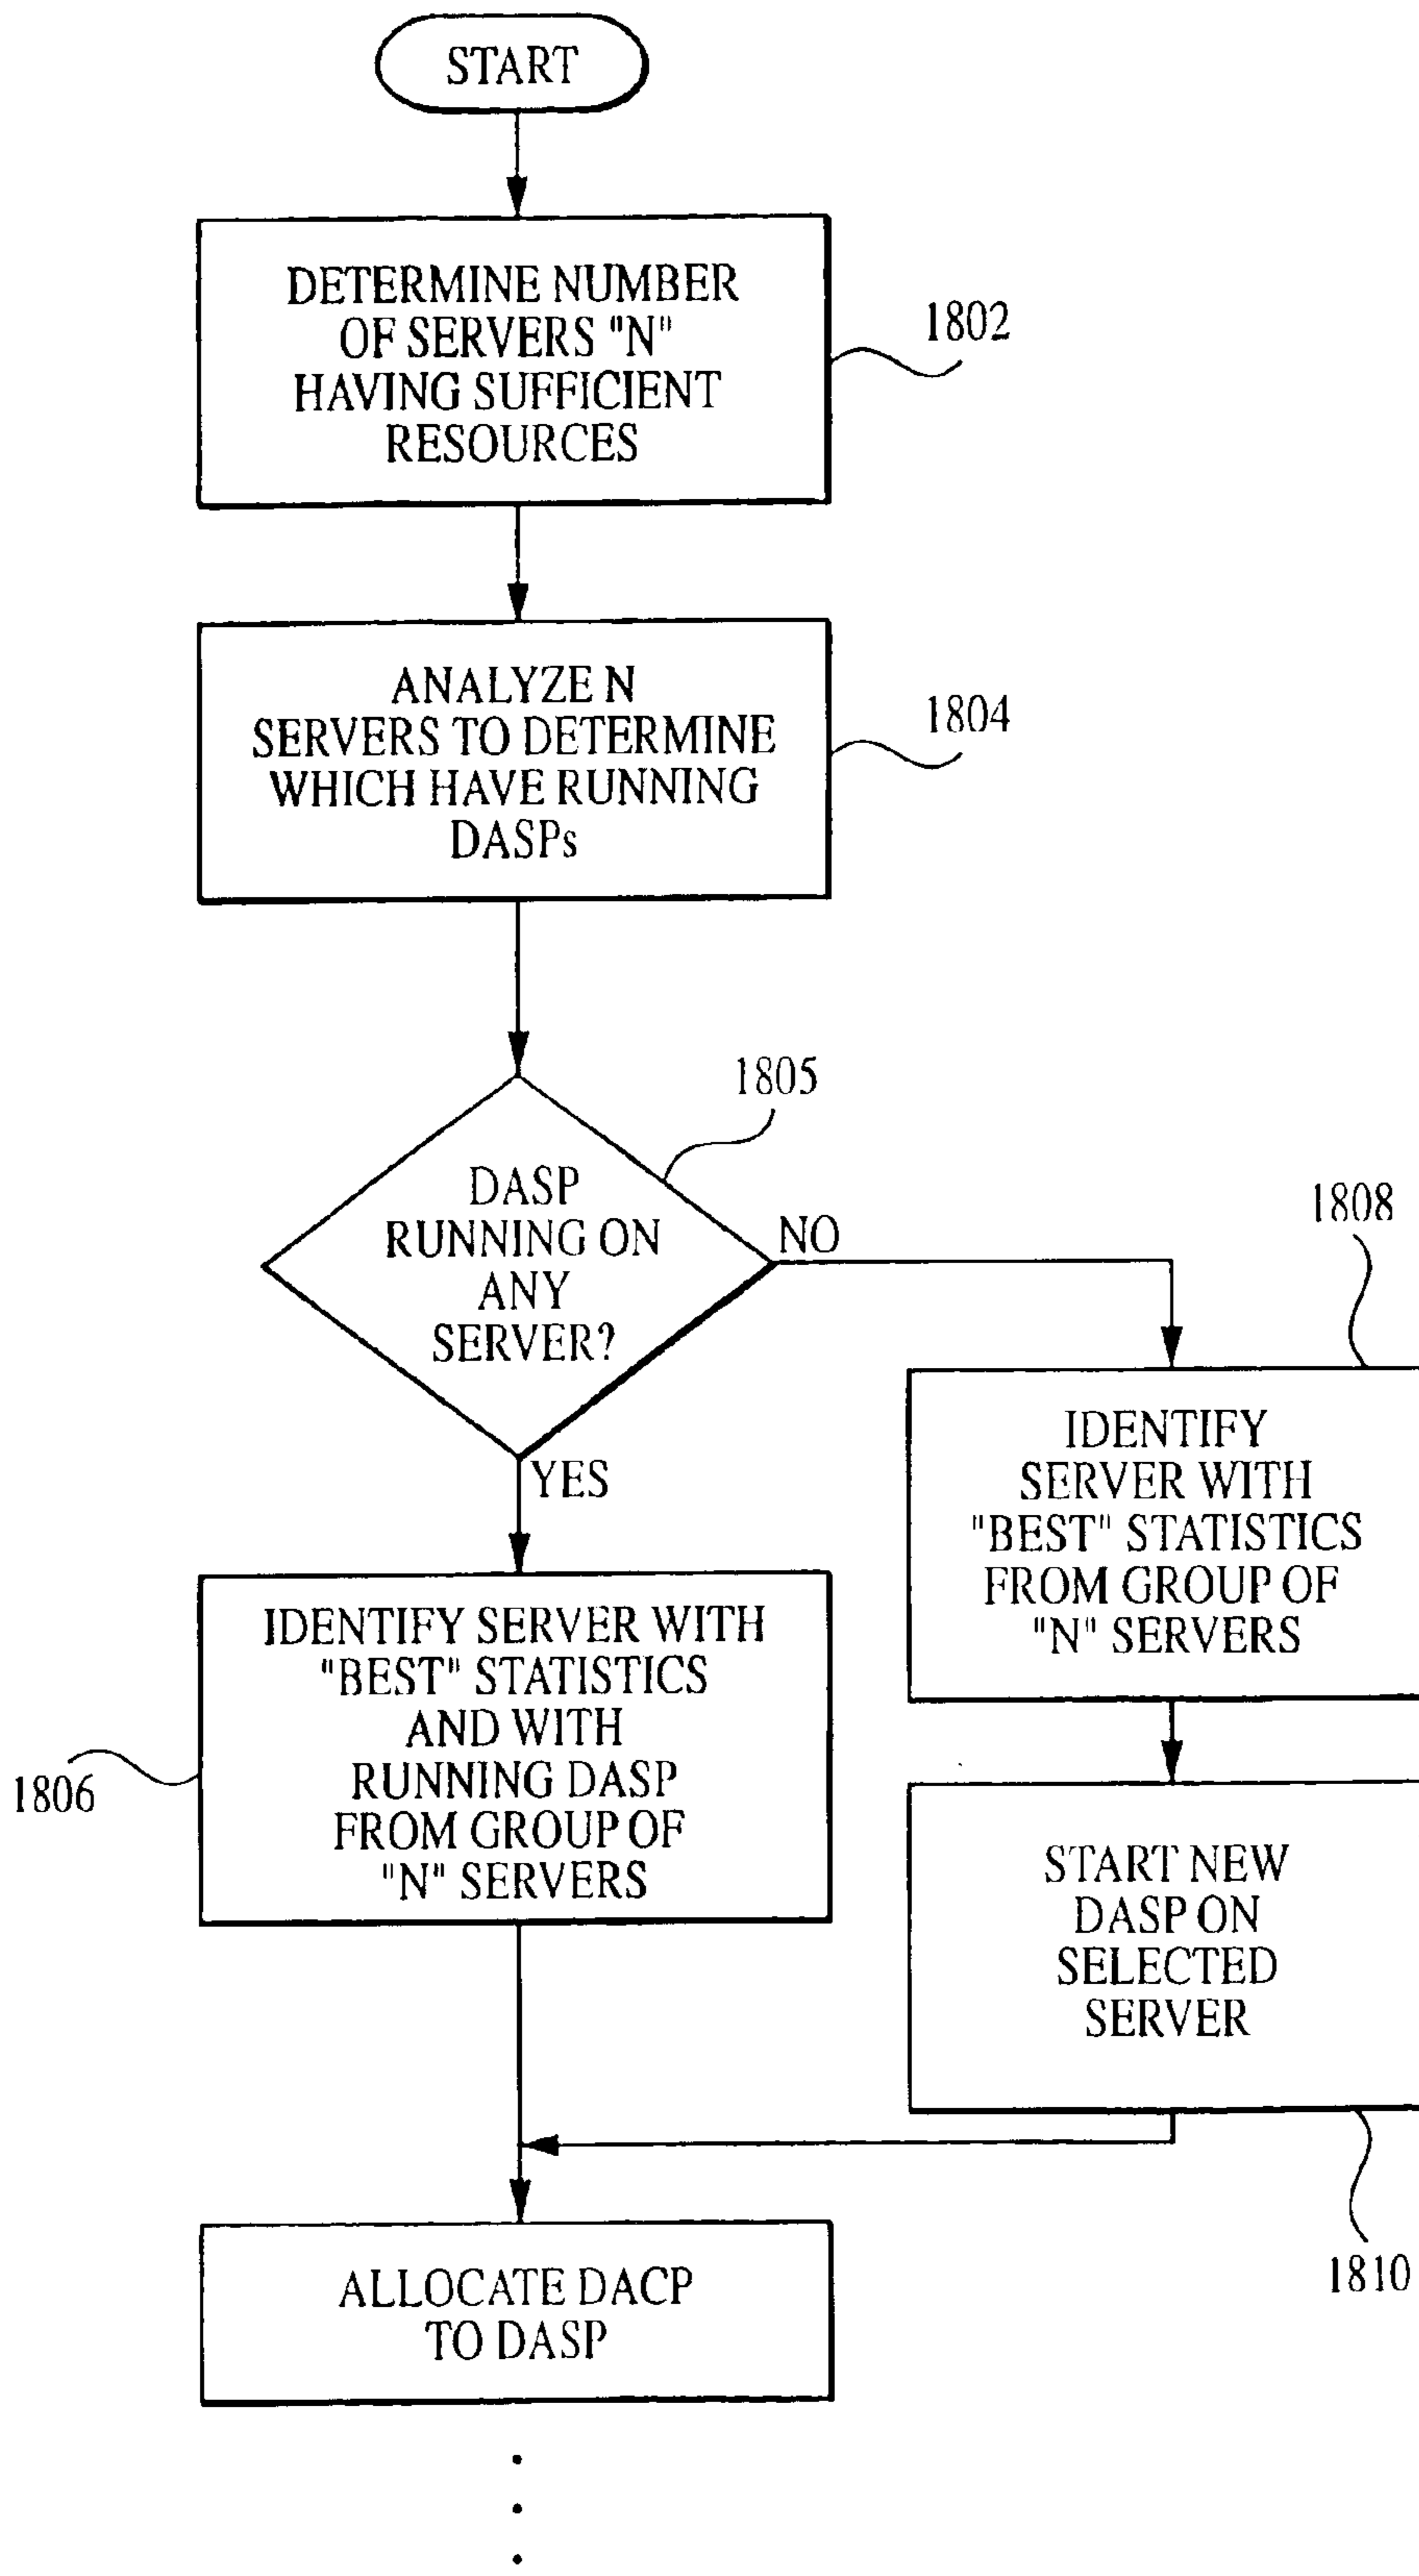 START
DETERMINE NUMBER
OF SERVERS "N"
HAVING SUFFICIENT
RESOURCES
1802
ANALYZE N
SERVERS TO DETERMINE
WHICH HAVE RUNNING
DASPs
1804
1805
DASP
RUNNING ON
ANY
SERVER?
NO
YES
1808
IDENTIFY
SERVER WITH
"BEST" STATISTICS
FROM GROUP OF
"N" SERVERS
IDENTIFY SERVER WITH
"BEST" STATISTICS
AND WITH
RUNNING DASP
FROM GROUP OF
"N" SERVERS
1806
START NEW
DASP ON
SELECTED
SERVER
1810
ALLOCATE DACP
TO DASP